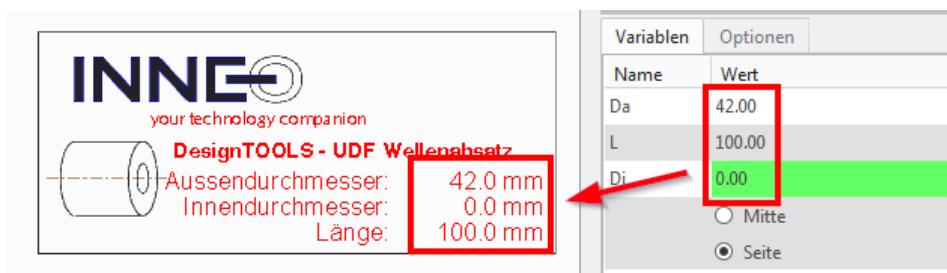 INNEO
your technology companion
DesignTOOLS - UDF Wellenabsatz
Aussendurchmesser: 42.0 mm
Innendurchmesser: 0.0 mm
Länge: 100.0 mm
Variablen Optionen
Name Wert
Da 42.00
L 100.00
Di 0.00
Mitte
Seite